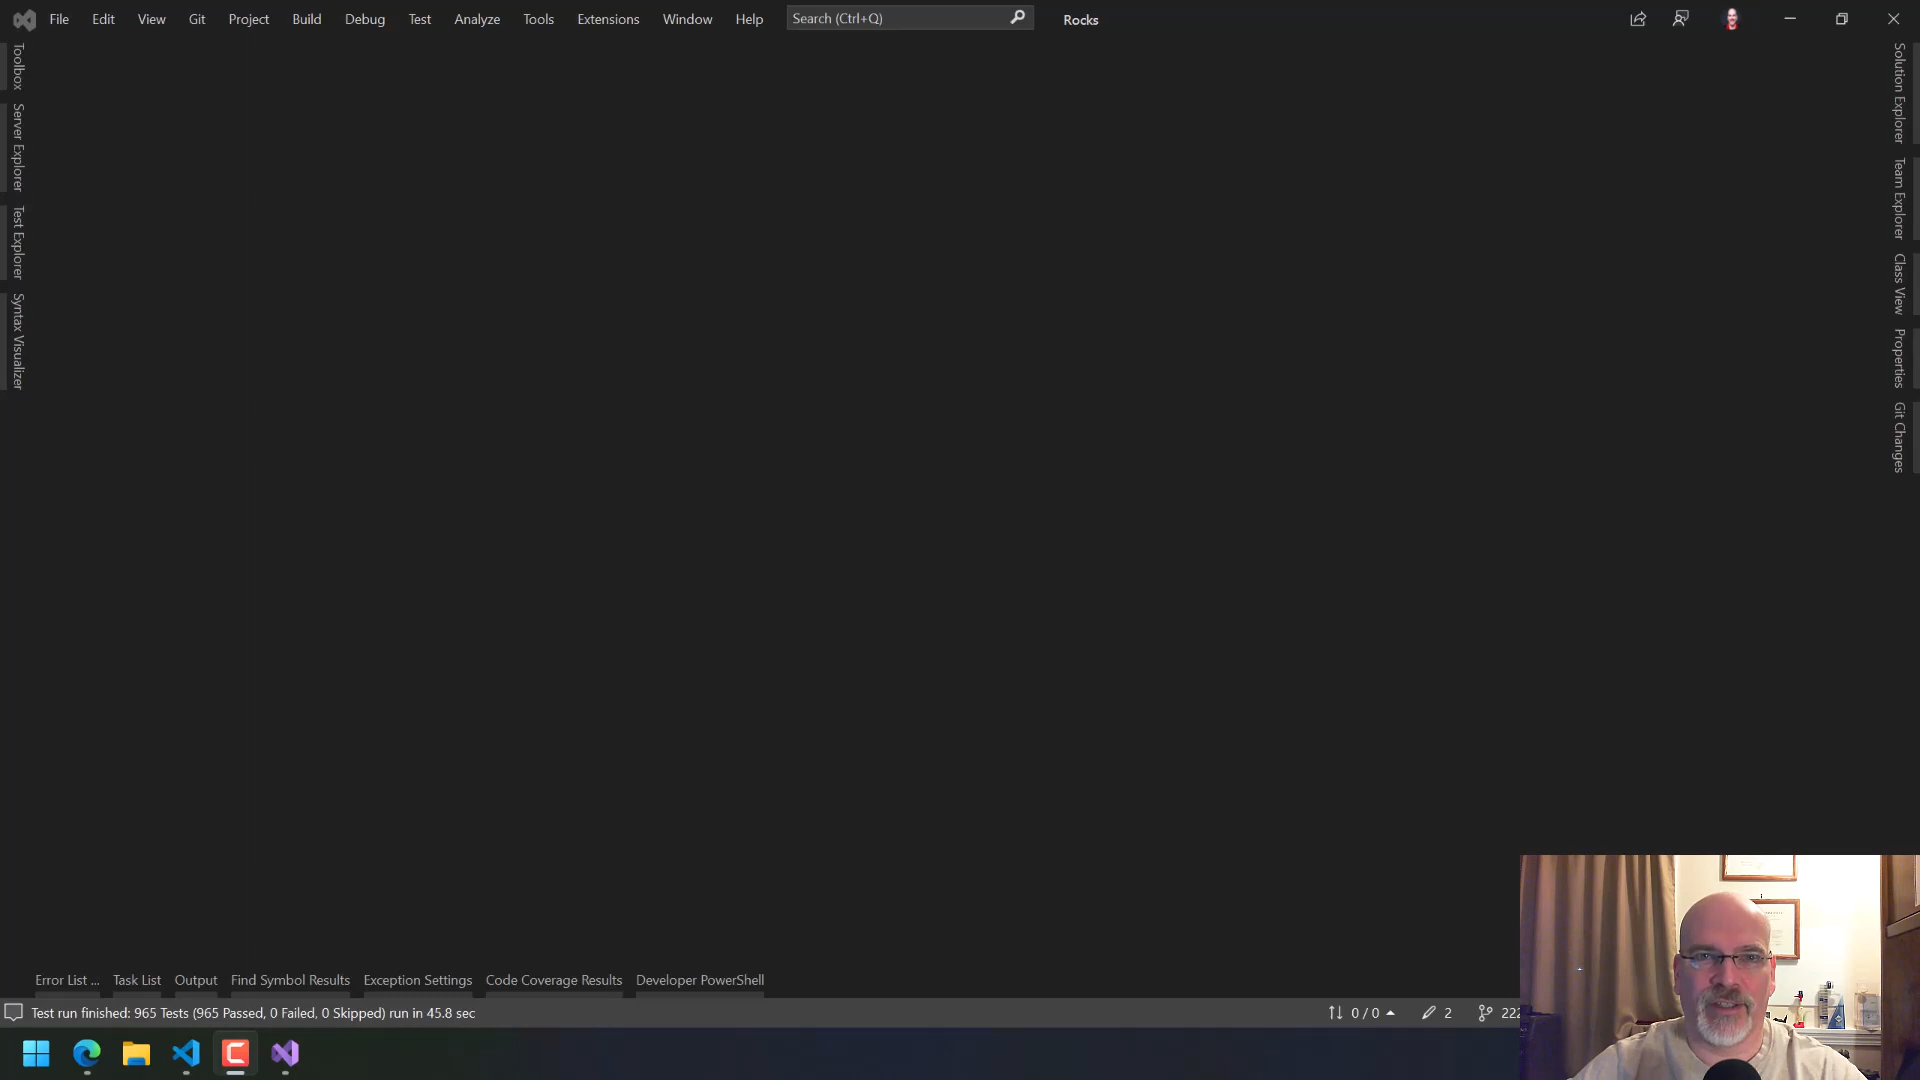 File Edit View Git Project Build Debug Test Analyze Tools Extensions Window Help Search (Ctrl+Q) Rocks
Toolbox
Server Explorer
Test Explorer
Syntax Visualizer
Solution Explorer
Team Explorer
Class View
Properties
Git Changes
Error List ... Task List Output Find Symbol Results Exception Settings Code Coverage Results Developer PowerShell
Test run finished: 965 Tests (965 Passed, 0 Failed, 0 Skipped) run in 45.8 sec 0 / 0 2 222